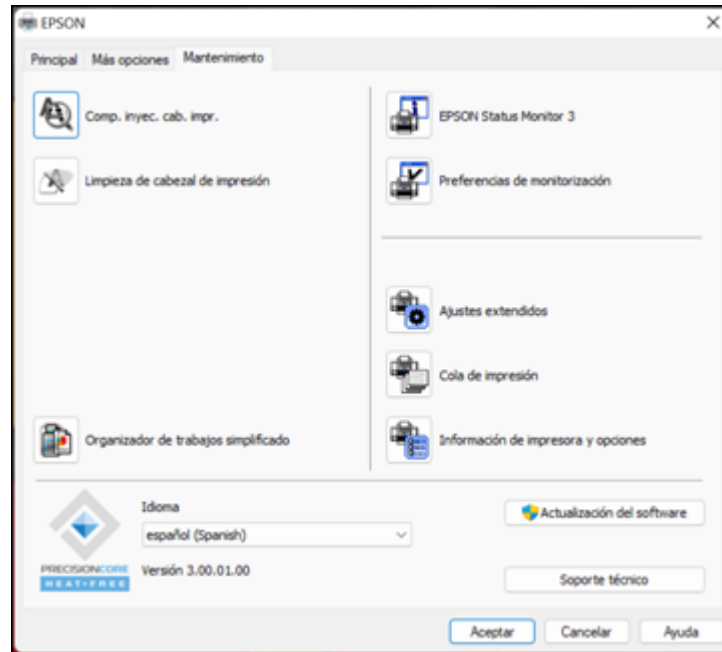 EPSON
Principal Más opciones Mantenimiento
Comp. inyec. cab. impr.
Limpieza de cabezal de impresión
Organizador de trabajos simplificado
EPSON Status Monitor 3
Preferencias de monitorización
Ajustes extendidos
Cola de impresión
Información de impresora y opciones
PRECISIONCORE
HEAT-FREE
Idioma
español (Spanish)
Versión 3.00.01.00
Actualización del software
Soporte técnico
Aceptar Cancelar Ayuda